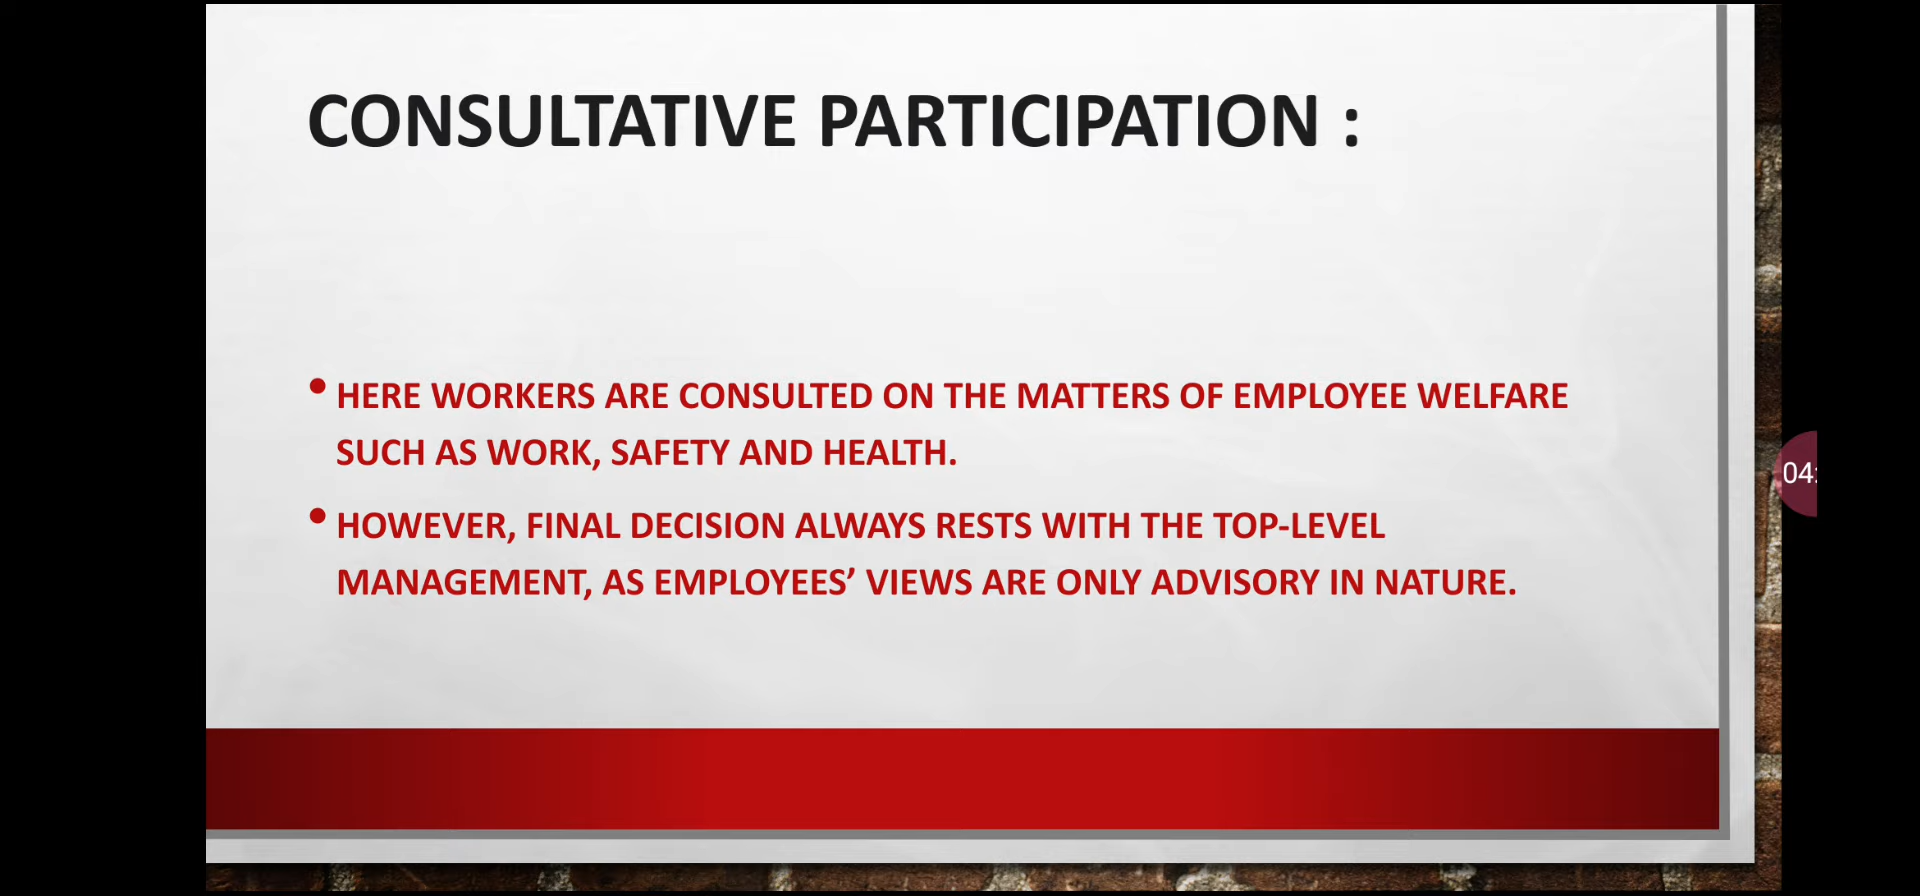 CONSULTATIVE PARTICIPATION :
• HERE WORKERS ARE CONSULTED ON THE MATTERS OF EMPLOYEE WELFARE
SUCH AS WORK, SAFETY AND HEALTH.
• HOWEVER, FINAL DECISION ALWAYS RESTS WITH THE TOP-LEVEL
MANAGEMENT, AS EMPLOYEES’ VIEWS ARE ONLY ADVISORY IN NATURE.
04: